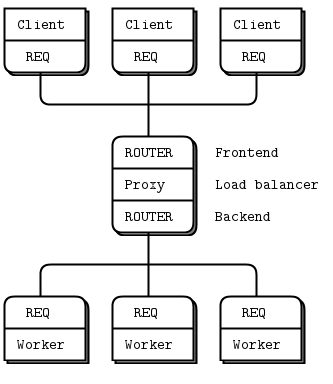 Client Client Client
REQ REQ REQ
ROUTER Frontend
Proxy Load balancer
ROUTER Backend
REQ REQ REQ
Worker Worker Worker